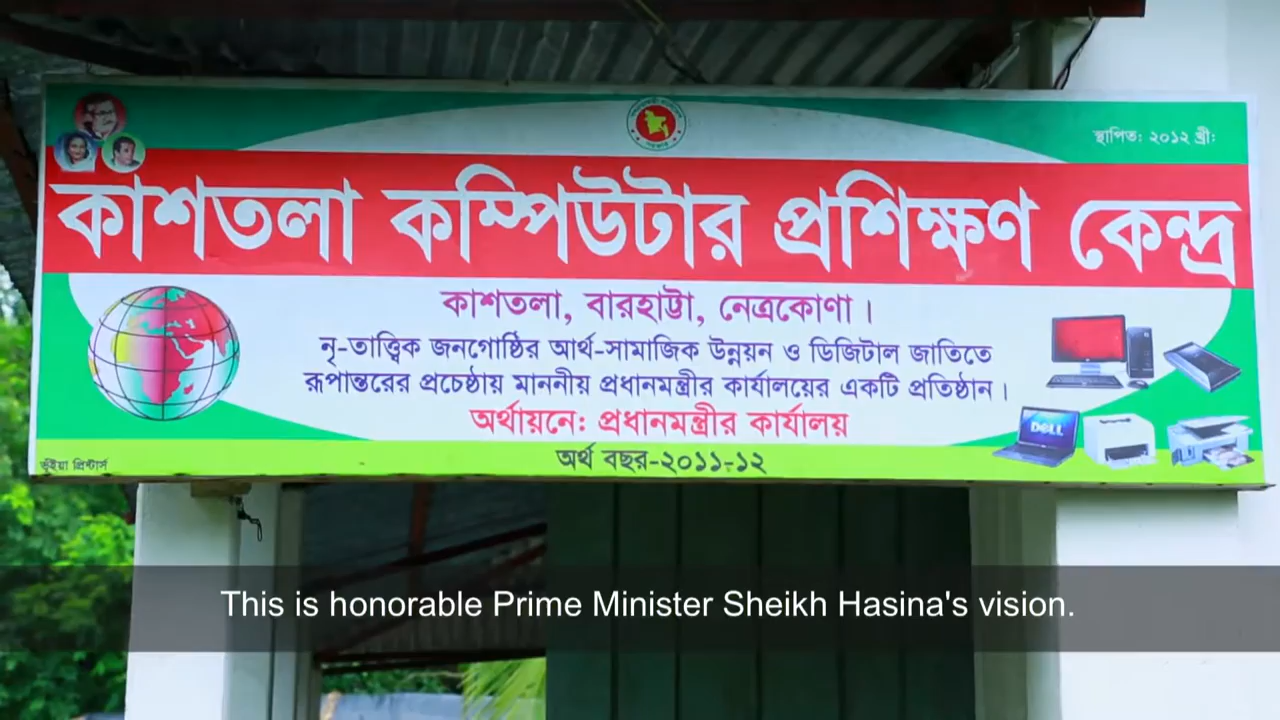 স্থাপিত: ২০১২ খ্রী:
কাশতলা কম্পিউটার প্রশিক্ষণ কেন্দ্র
কাশতলা, বারহাট্টা, নেত্রকোণা।
নৃ-তাত্ত্বিক জনগোষ্ঠির আর্থ-সামাজিক উন্নয়ন ও ডিজিটাল জাতিতে
রূপান্তরের প্রচেষ্ঠায় মাননীয় প্রধানমন্ত্রীর কার্যালয়ের একটি প্রতিষ্ঠান।
অর্থায়নে: প্রধানমন্ত্রীর কার্যালয়
অর্থ বছর-২০১১-১২
ভূঁইয়া প্রিন্টার্স
DELL
This is honorable Prime Minister Sheikh Hasina's vision.